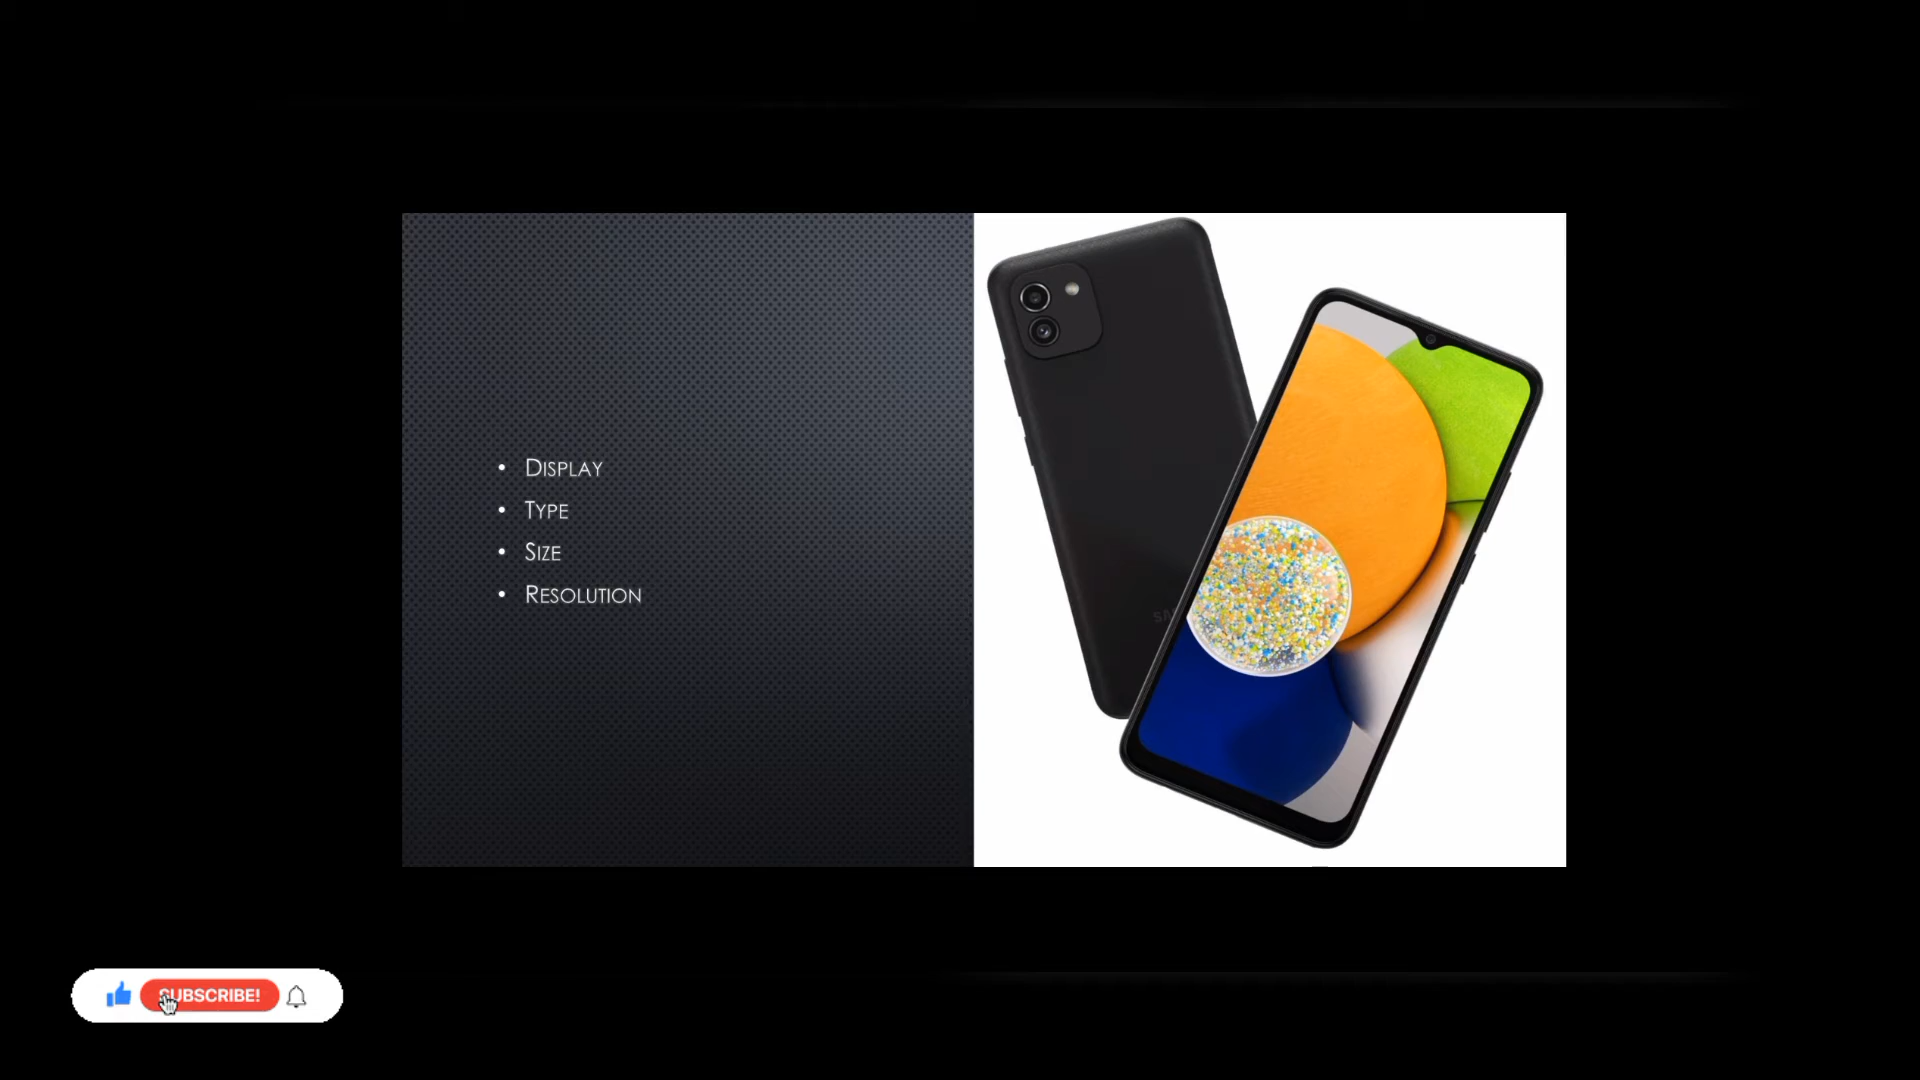 • Display
• Type
• Size
• Resolution
SUBSCRIBE!